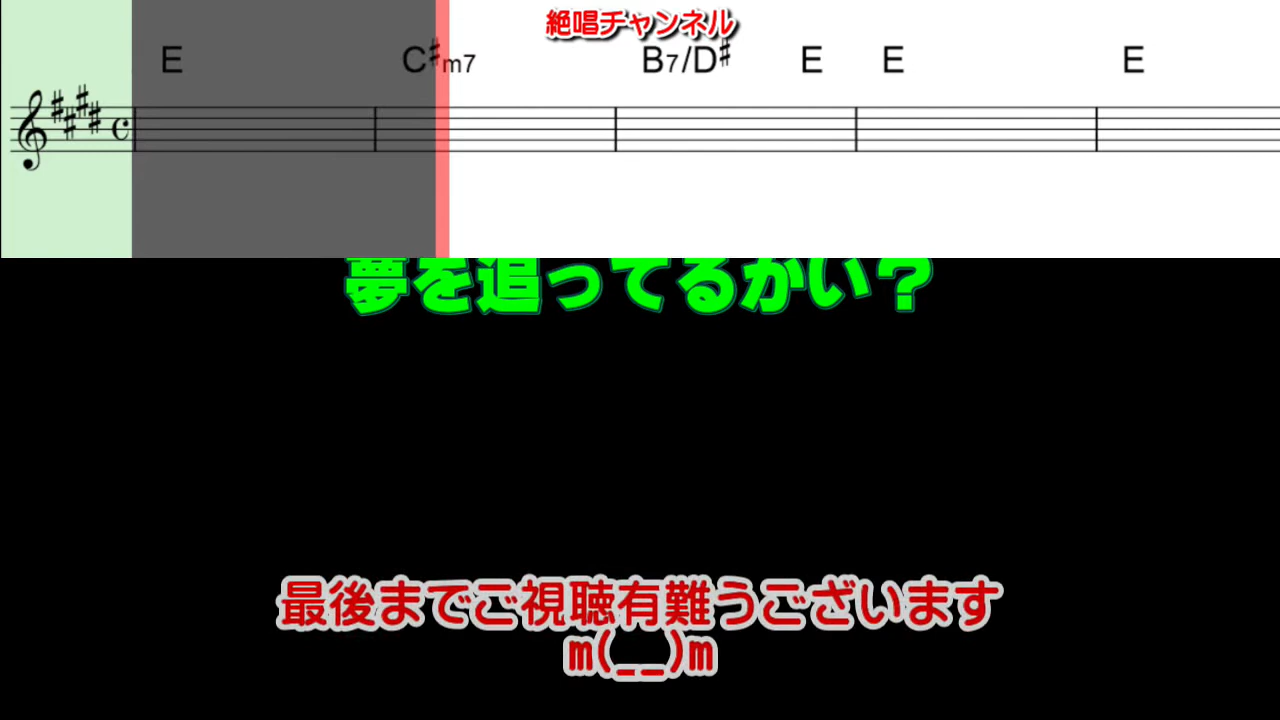 絶唱チャンネル
E C♯m7 B7/D♯ E E E
夢を追ってるかい？
最後までご視聴有難うございます
m(__)m